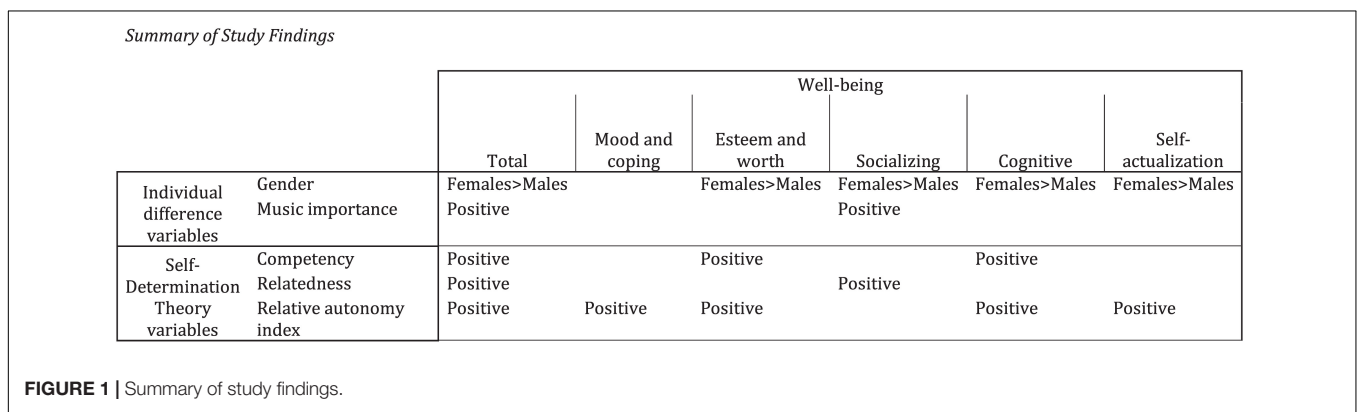 Summary of Study Findings
Well-being
Total Mood and coping Esteem and worth Socializing Cognitive Self-actualization
Individual difference variables
Gender Females>Males Females>Males Females>Males Females>Males Females>Males
Music importance Positive Positive
Self-Determination Theory variables
Competency Positive Positive Positive
Relatedness Positive Positive
Relative autonomy index Positive Positive Positive Positive Positive
FIGURE 1 | Summary of study findings.